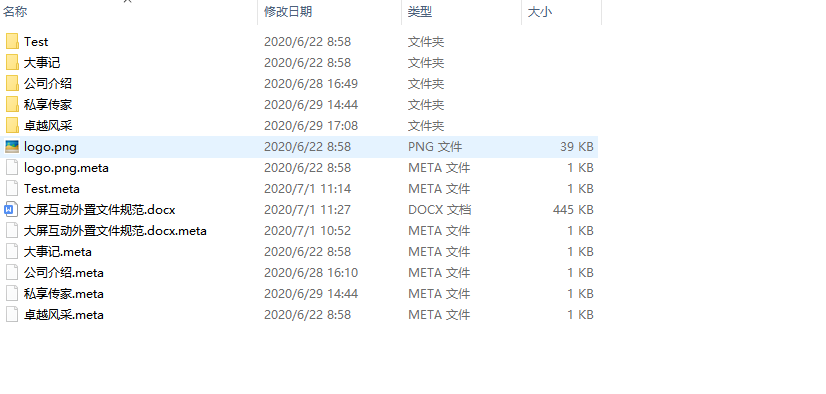 名称 修改日期 类型 大小
Test 2020/6/22 8:58 文件夹
大事记 2020/6/22 8:58 文件夹
公司介绍 2020/6/28 16:49 文件夹
私享传家 2020/6/29 14:44 文件夹
卓越风采 2020/6/29 17:08 文件夹
logo.png 2020/6/22 8:58 PNG 文件 39 KB
logo.png.meta 2020/6/22 8:58 META 文件 1 KB
Test.meta 2020/7/1 11:14 META 文件 1 KB
大屏互动外置文件规范.docx 2020/7/1 11:27 DOCX 文档 445 KB
大屏互动外置文件规范.docx.meta 2020/7/1 10:52 META 文件 1 KB
大事记.meta 2020/6/22 8:58 META 文件 1 KB
公司介绍.meta 2020/6/28 16:10 META 文件 1 KB
私享传家.meta 2020/6/29 14:44 META 文件 1 KB
卓越风采.meta 2020/6/22 8:58 META 文件 1 KB